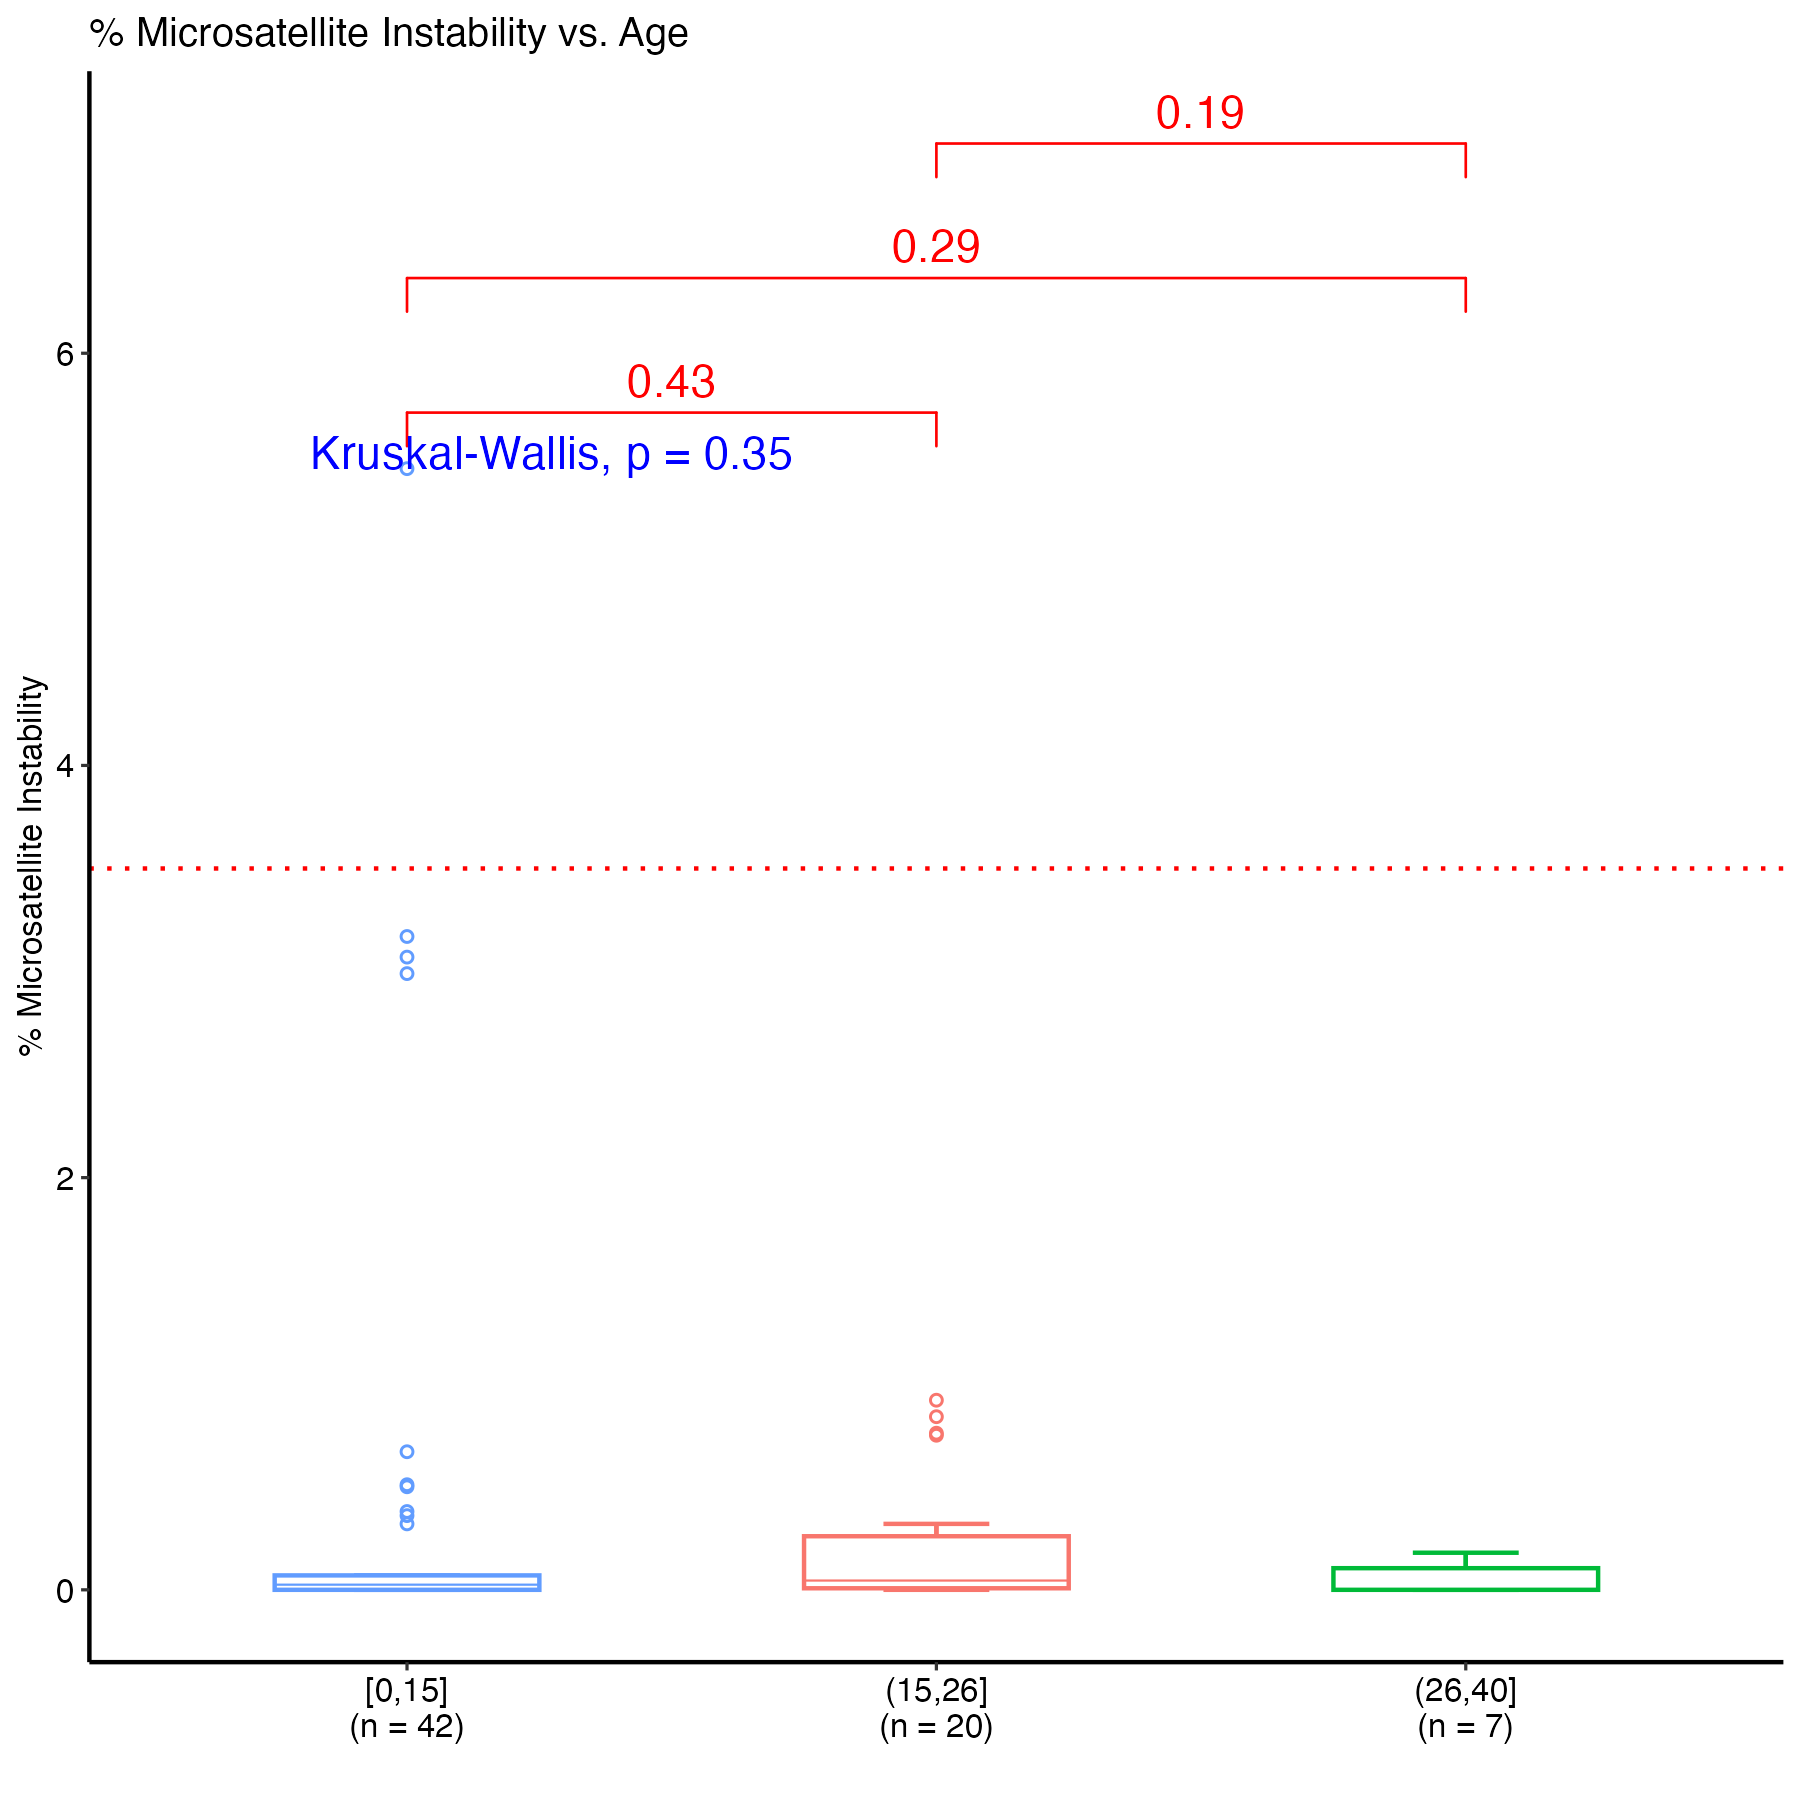 % Microsatellite Instability vs. Age
0.19
0.29
6
0.43
Kruskal-Wallis, p = 0.35
% Microsatellite Instability
4
2
0
[0,15]
(n = 42)
(15,26]
(n = 20)
(26,40]
(n = 7)